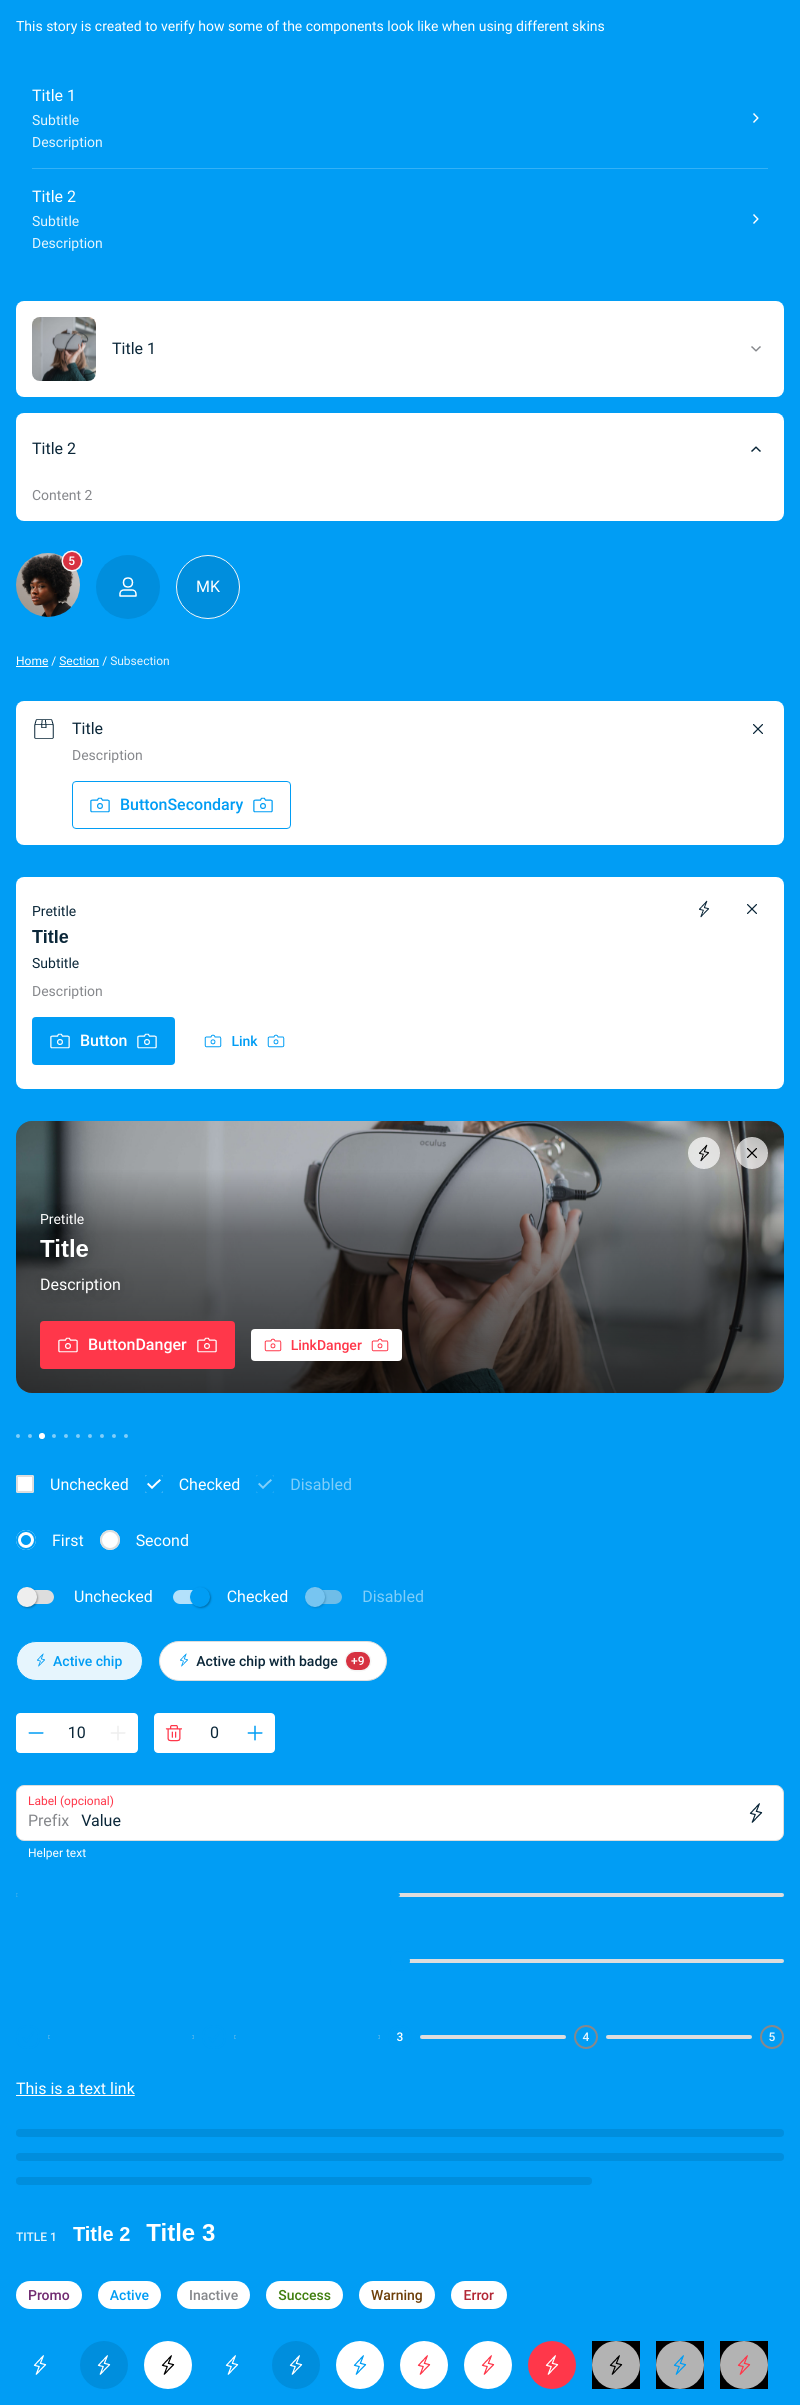 This story is created to verify how some of the components look like when using different skins
Title 1
Subtitle
Description
Title 2
Subtitle
Description
Title 1
Title 2
Content 2
5
MK
Home / Section / Subsection
Title
Description
ButtonSecondary
Pretitle
Title
Subtitle
Description
Button Link
oculus
Pretitle
Title
Description
ButtonDanger LinkDanger
Unchecked Checked Disabled
First Second
Unchecked Checked Disabled
Active chip Active chip with badge +9
10 0
Label (opcional)
Prefix Value
Helper text
3 4 5
This is a text link
TITLE 1 Title 2 Title 3
Promo Active Inactive Success Warning Error